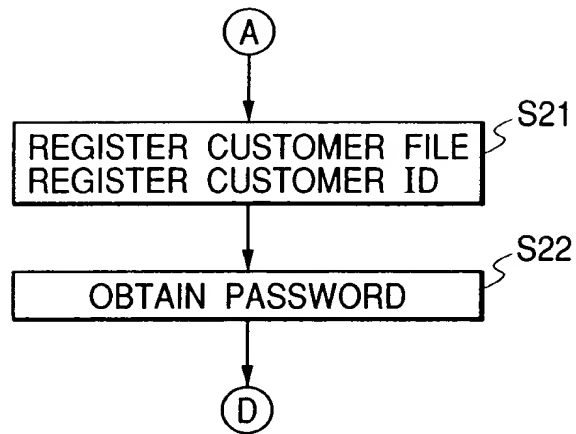 A
S21
REGISTER CUSTOMER FILE
REGISTER CUSTOMER ID
S22
OBTAIN PASSWORD
D